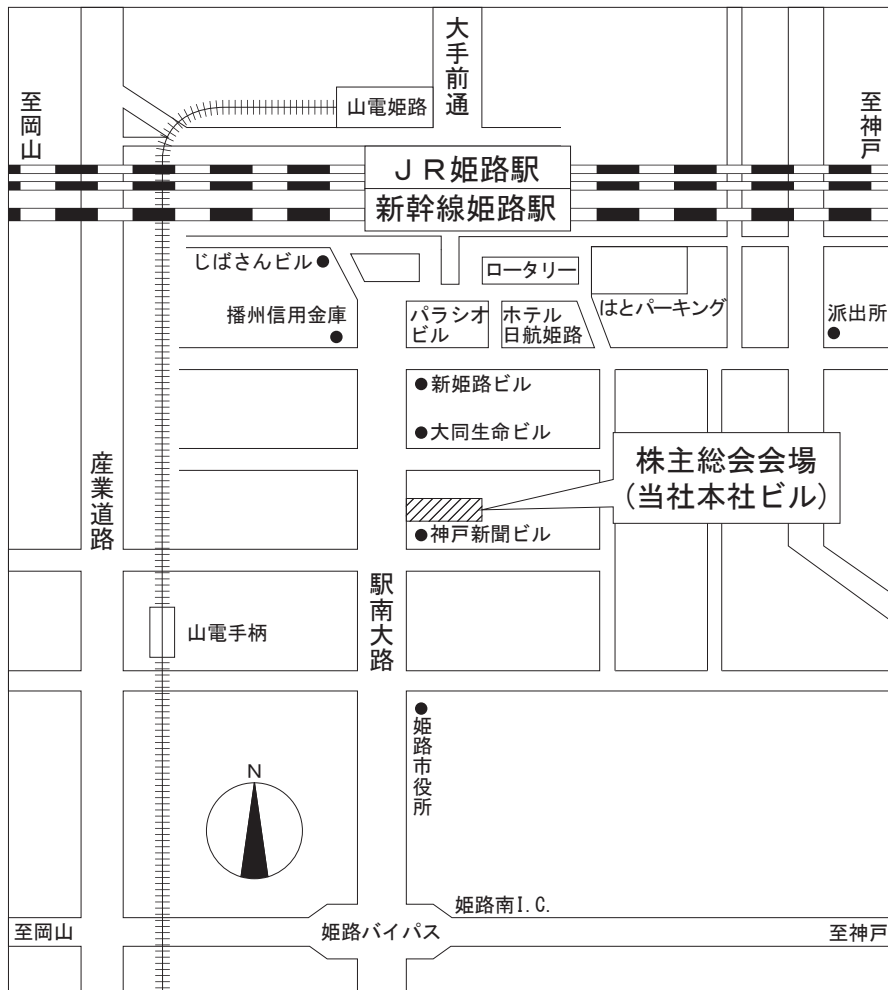 大手前通
至岡山
山電姫路
至神戸
ＪＲ姫路駅
新幹線姫路駅
じばさんビル
ロータリー
播州信用金庫
パラシオ
ビル
ホテル
日航姫路
はとパーキング
派出所
新姫路ビル
大同生命ビル
産業道路
株主総会会場
(当社本社ビル)
神戸新聞ビル
駅南大路
山電手柄
姫路市役所
N
姫路南I.C.
至岡山
姫路バイパス
至神戸